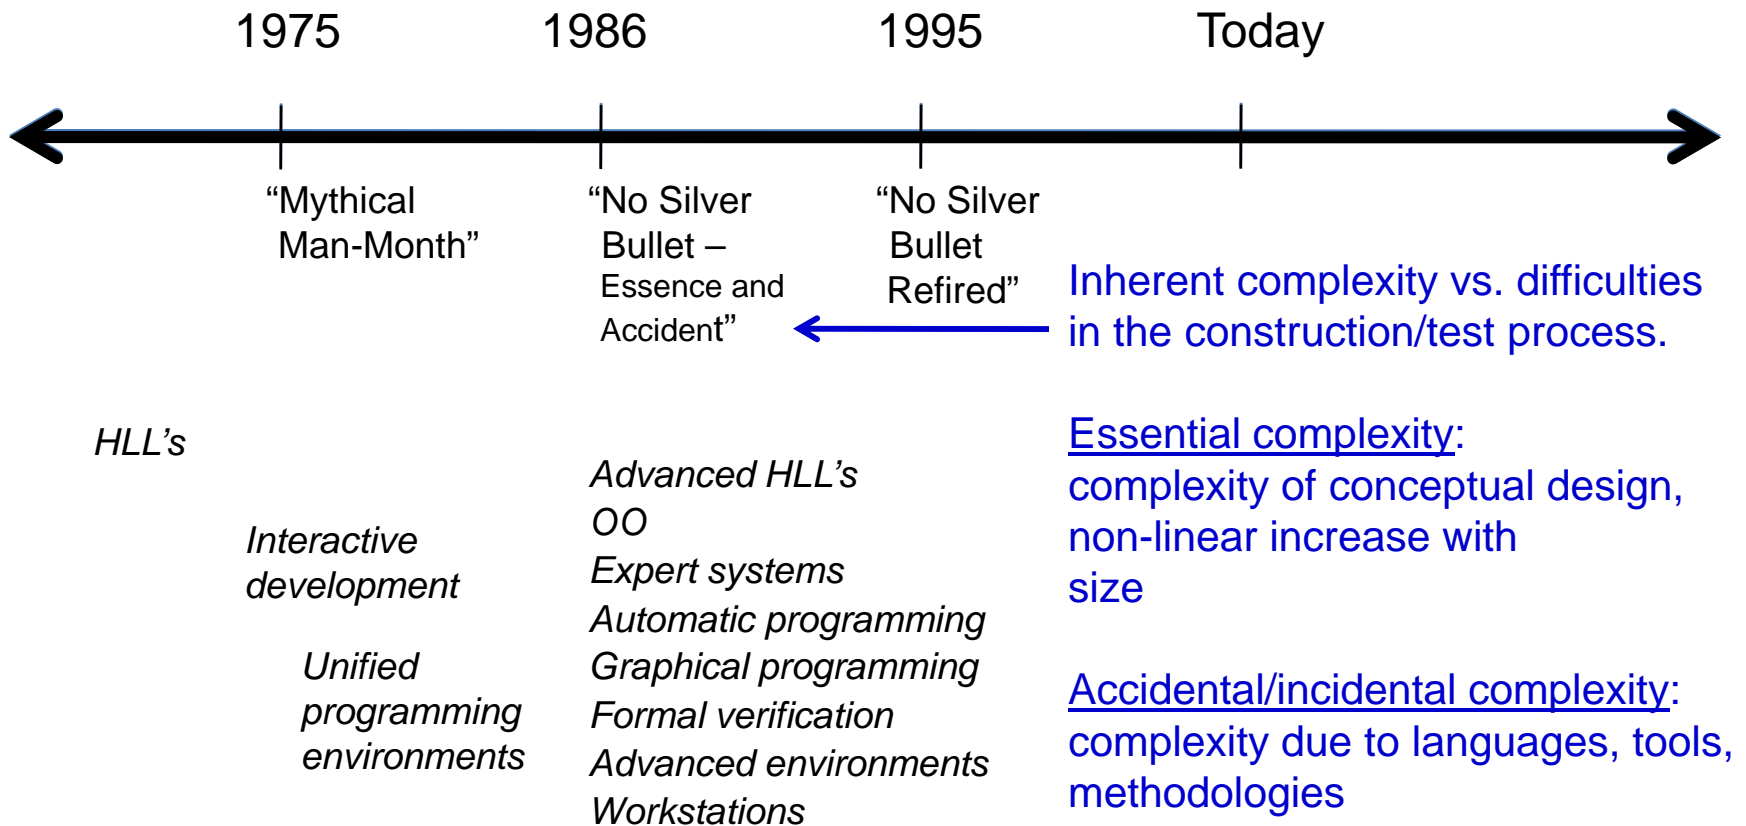 1975 1986 1995 Today
“Mythical
Man-Month”
“No Silver
Bullet –
Essence and
Accident”
“No Silver
Bullet
Refired”
Inherent complexity vs. difficulties
in the construction/test process.
HLL’s
Interactive
development
Unified
programming
environments
Advanced HLL’s
OO
Expert systems
Automatic programming
Graphical programming
Formal verification
Advanced environments
Workstations
Essential complexity:
complexity of conceptual design,
non-linear increase with
size
Accidental/incidental complexity:
complexity due to languages, tools,
methodologies